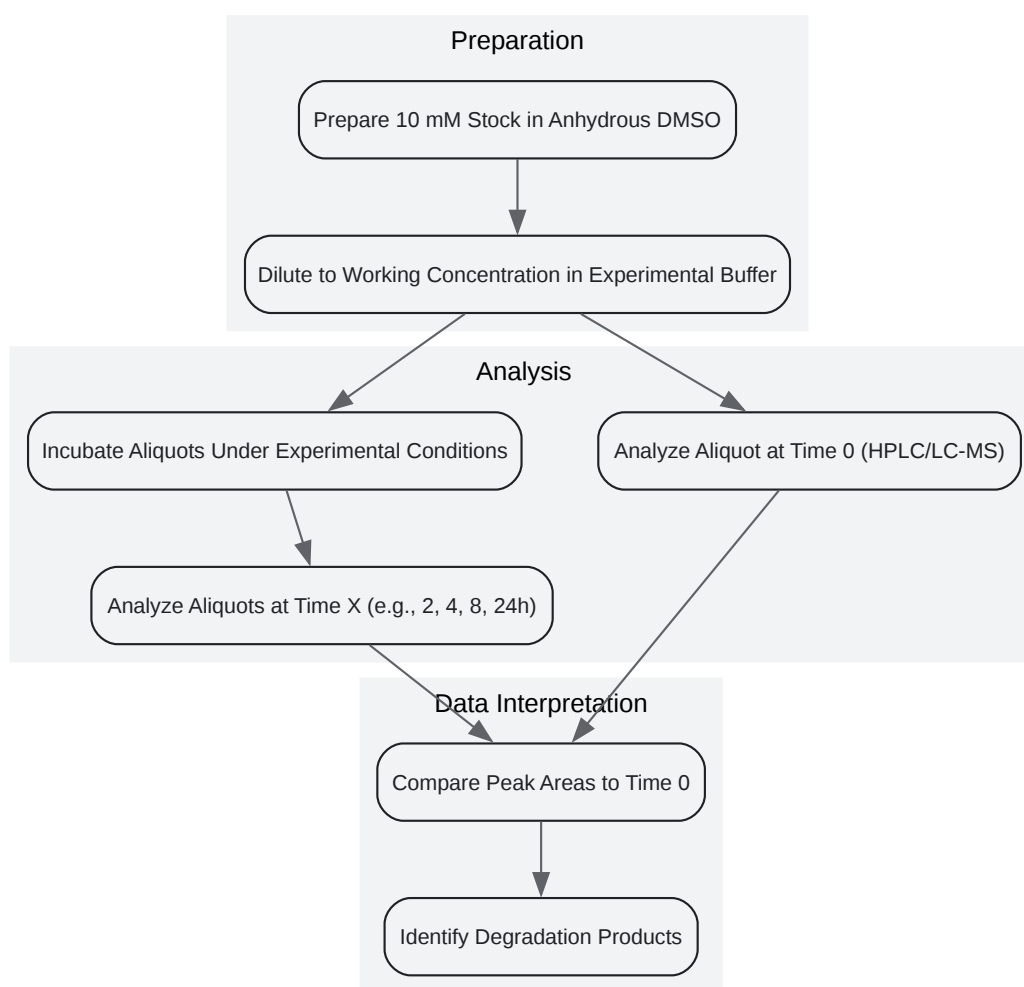 Preparation
Prepare 10 mM Stock in Anhydrous DMSO
Dilute to Working Concentration in Experimental Buffer
Analysis
Incubate Aliquots Under Experimental Conditions
Analyze Aliquot at Time 0 (HPLC/LC-MS)
Analyze Aliquots at Time X (e.g., 2, 4, 8, 24h)
Data Interpretation
Compare Peak Areas to Time 0
Identify Degradation Products